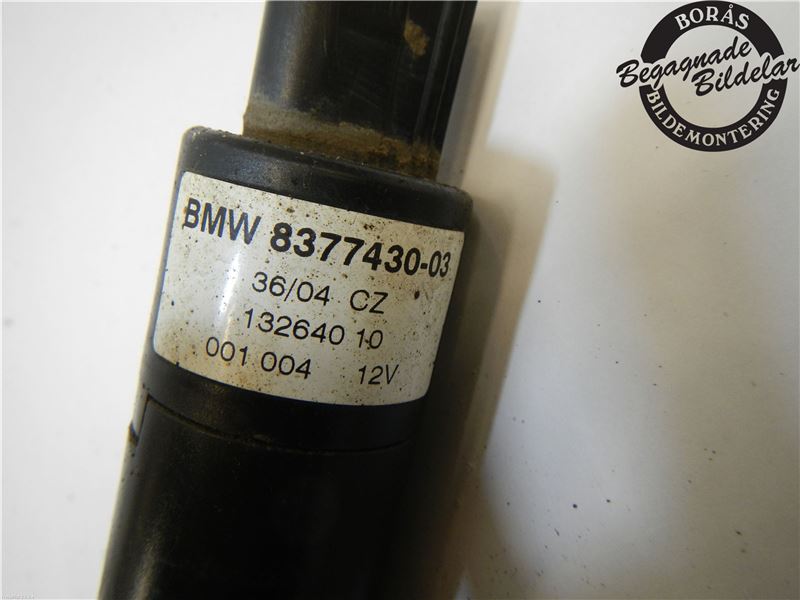 BMW 8377430-03
36/04 CZ
132640 10
001 004 12V
BORÅS
Begagnade
Bildelar
BILDEMONTERING